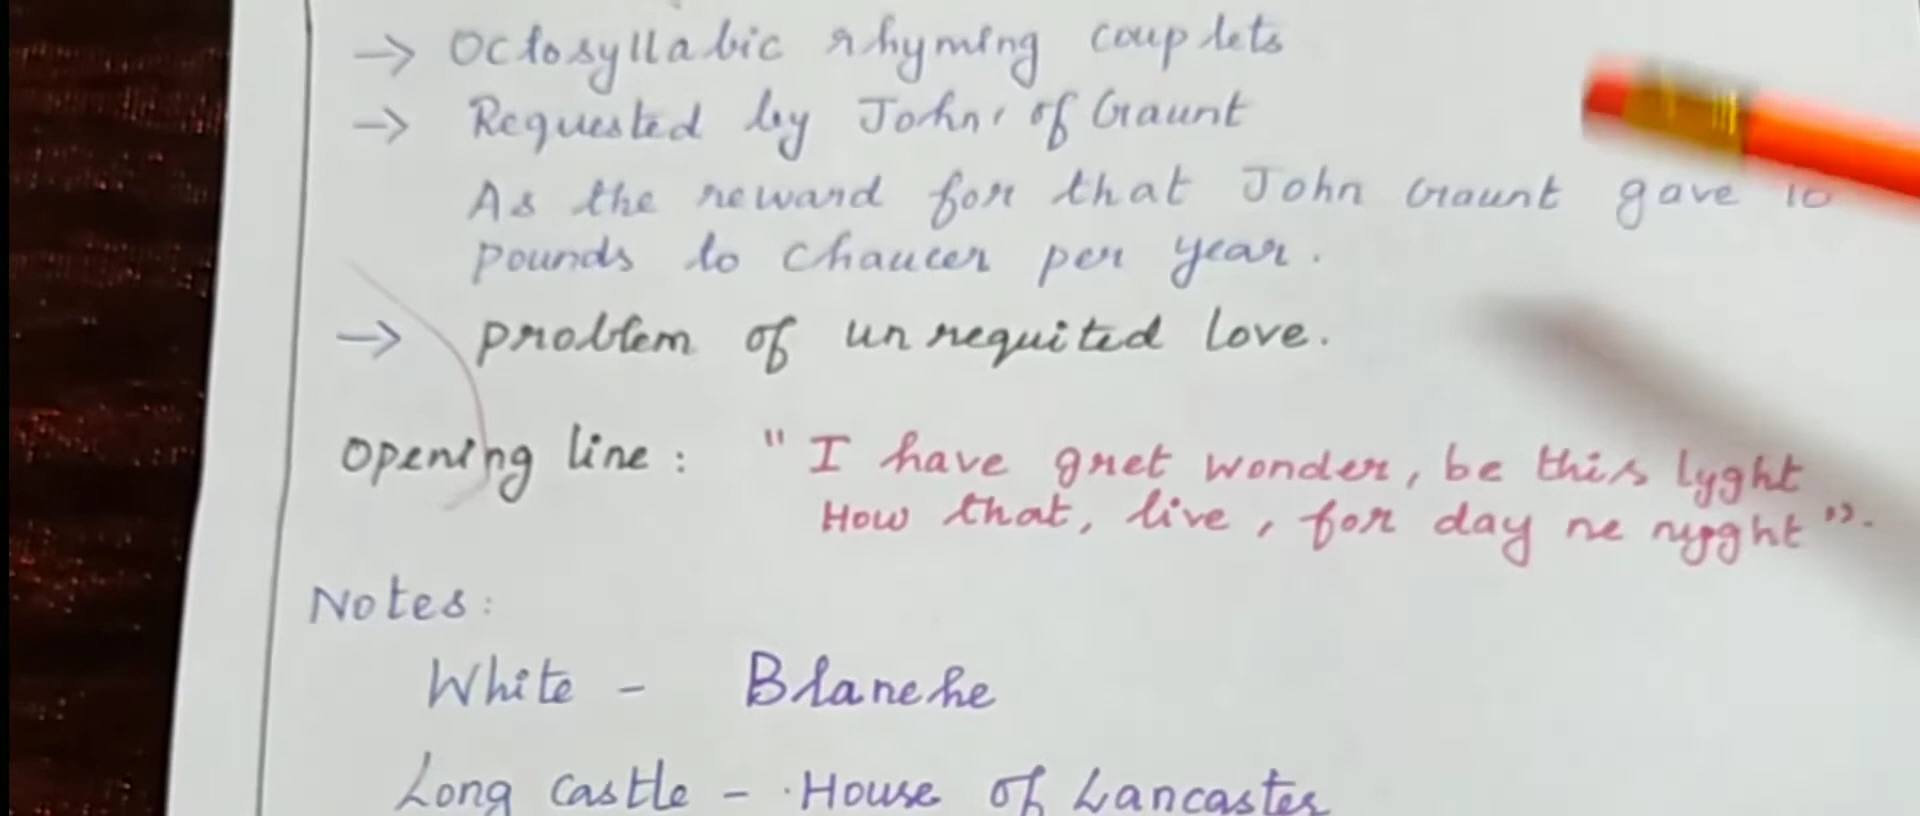 → Octosyllabic rhyming couplets
→ Requested by John, of Gaunt
As the reward for that John Graunt gave 10
pounds to Chaucer per year.
→ problem of unrequited love.
Opening line : " I have gret wonder, be this lyght
How that, live, for day ne nyght ".
Notes :
White - Blanche
Long castle - House of Lancaster